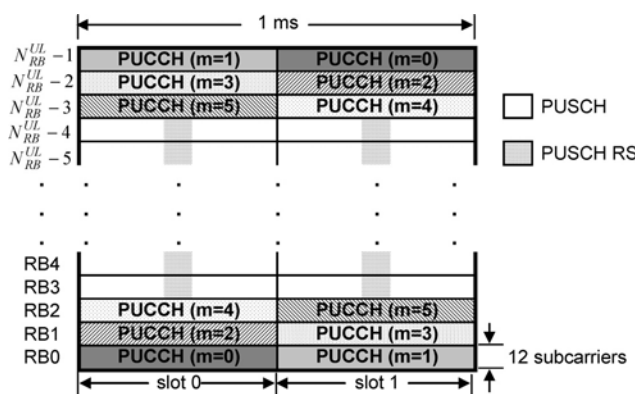 1 ms
N_RB^UL −1 PUCCH (m=1) PUCCH (m=0)
N_RB^UL −2 PUCCH (m=3) PUCCH (m=2)
N_RB^UL −3 PUCCH (m=5) PUCCH (m=4)
N_RB^UL −4
N_RB^UL −5
PUSCH
PUSCH RS
RB4
RB3
RB2 PUCCH (m=4) PUCCH (m=5)
RB1 PUCCH (m=2) PUCCH (m=3)
RB0 PUCCH (m=0) PUCCH (m=1)
12 subcarriers
slot 0 slot 1